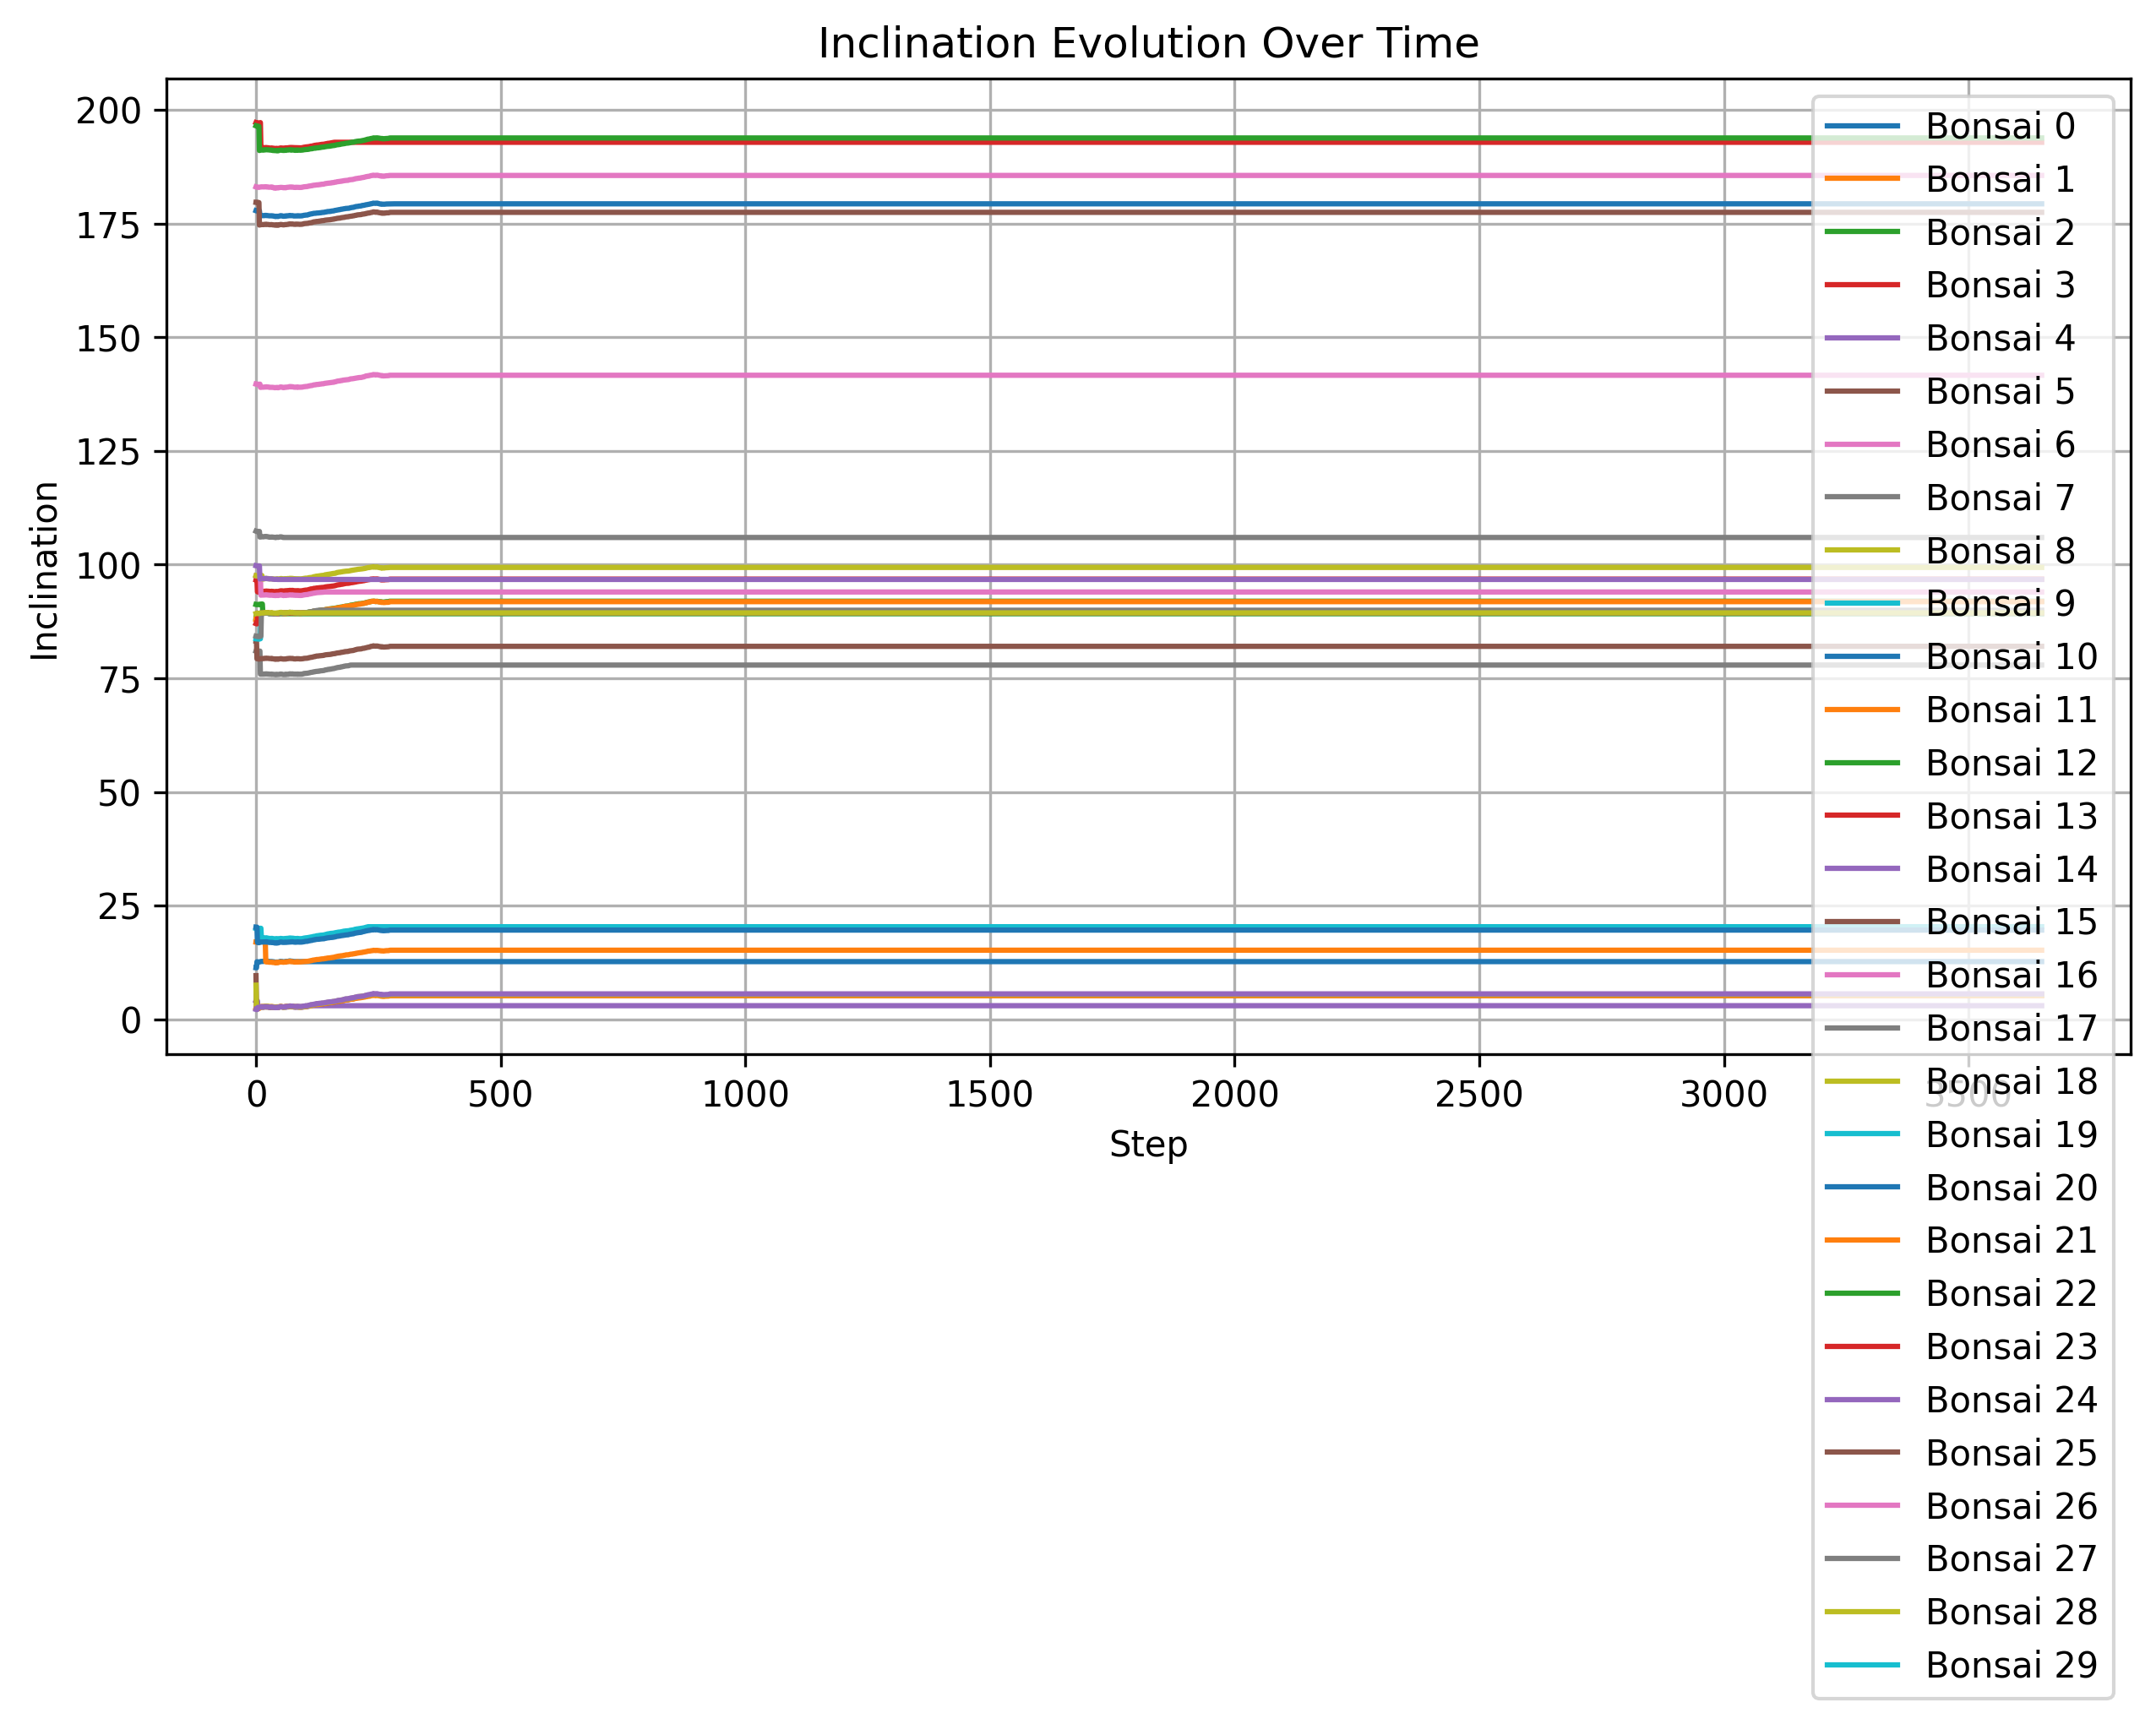 Inclination Evolution Over Time
Inclination
200
175
150
125
100
75
50
25
0
0 500 1000 1500 2000 2500 3000 3500
Step
Bonsai 0
Bonsai 1
Bonsai 2
Bonsai 3
Bonsai 4
Bonsai 5
Bonsai 6
Bonsai 7
Bonsai 8
Bonsai 9
Bonsai 10
Bonsai 11
Bonsai 12
Bonsai 13
Bonsai 14
Bonsai 15
Bonsai 16
Bonsai 17
Bonsai 18
Bonsai 19
Bonsai 20
Bonsai 21
Bonsai 22
Bonsai 23
Bonsai 24
Bonsai 25
Bonsai 26
Bonsai 27
Bonsai 28
Bonsai 29